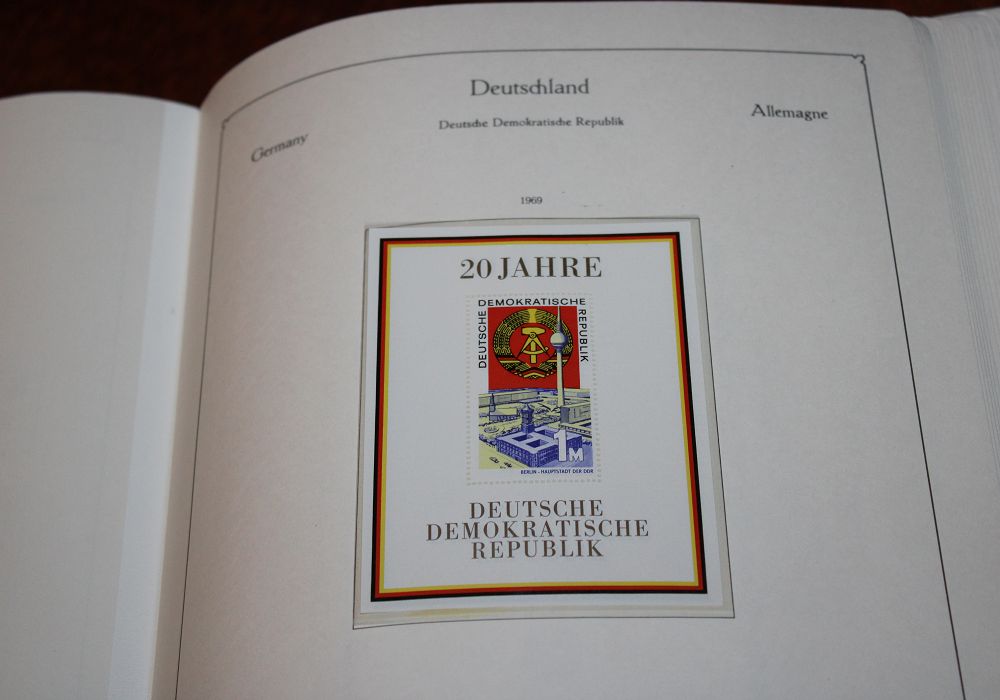 Deutschland
Germany
Deutsche Demokratische Republik
Allemagne
1969
20 JAHRE
DEUTSCHE DEMOKRATISCHE REPUBLIK
1M
BERLIN - HAUPTSTADT DER DDR
DEUTSCHE
DEMOKRATISCHE
REPUBLIK